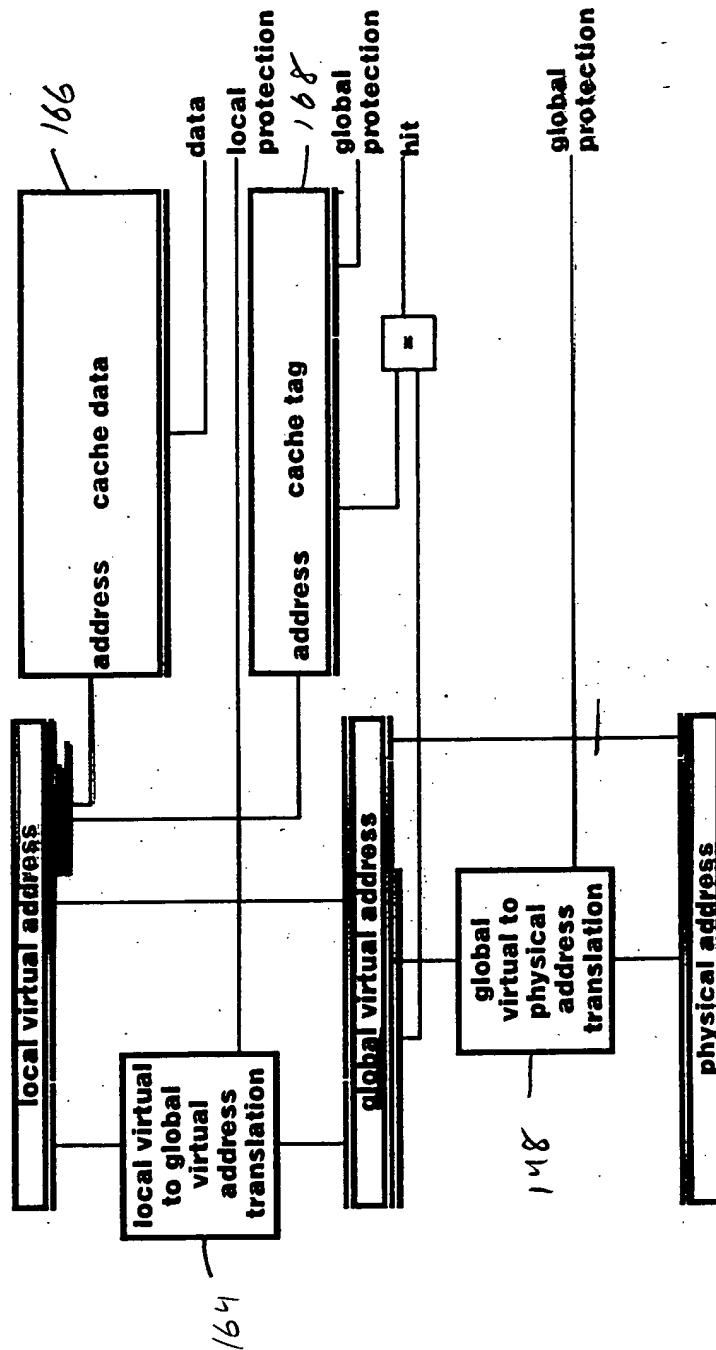 166
local virtual address
address cache data
data
local virtual
to global
virtual
address
translation
local
protection
164
address cache tag
168
global
protection
hit
global virtual address
global
virtual to
physical
address
translation
148
global
protection
physical address